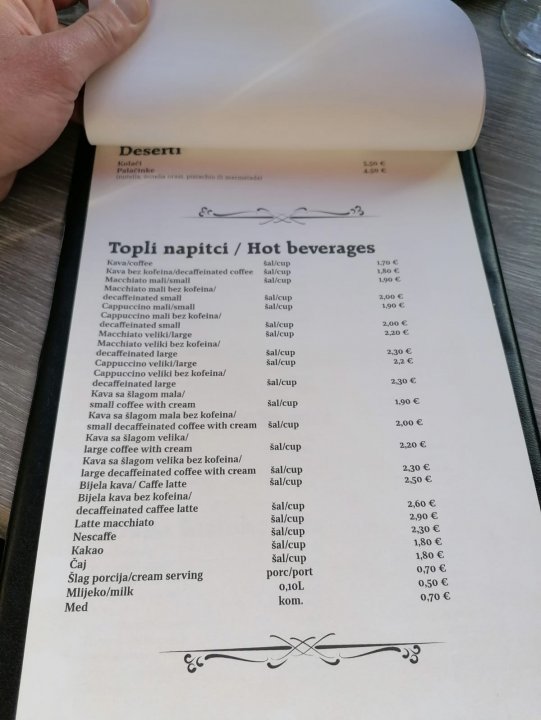 Deserti
Kolači 5,50 €
Palačinke 4,50 €
Topli napitci / Hot beverages
Kava/coffee šal/cup 1,70 €
Kava bez kofeina/decaffeinated coffee šal/cup 1,80 €
Macchiato mali/small šal/cup 1,90 €
Macchiato mali bez kofeina/
decaffeinated small šal/cup 2,00 €
Cappuccino mali/small šal/cup 1,90 €
Cappuccino mali bez kofeina/
decaffeinated small šal/cup 2,00 €
Macchiato veliki/large šal/cup 2,20 €
Macchiato veliki bez kofeina/
decaffeinated large šal/cup 2,30 €
Cappuccino veliki/large šal/cup 2,2 €
Cappuccino veliki bez kofeina/
decaffeinated large šal/cup 2,30 €
Kava sa šlagom mala/
small coffee with cream šal/cup 1,90 €
Kava sa šlagom mala bez kofeina/
small decaffeinated coffee with cream šal/cup 2,00 €
Kava sa šlagom velika/
large coffee with cream šal/cup 2,20 €
Kava sa šlagom velika bez kofeina/
large decaffeinated coffee with cream šal/cup 2,30 €
Bijela kava/ Caffe latte šal/cup 2,50 €
Bijela kava bez kofeina/
decaffeinated caffee latte šal/cup 2,60 €
Latte macchiato šal/cup 2,90 €
Nescaffe šal/cup 2,30 €
Kakao šal/cup 1,80 €
Čaj šal/cup 1,80 €
Šlag porcija/cream serving porc/port 0,70 €
Mlijeko/milk 0,10L 0,50 €
Med kom. 0,70 €